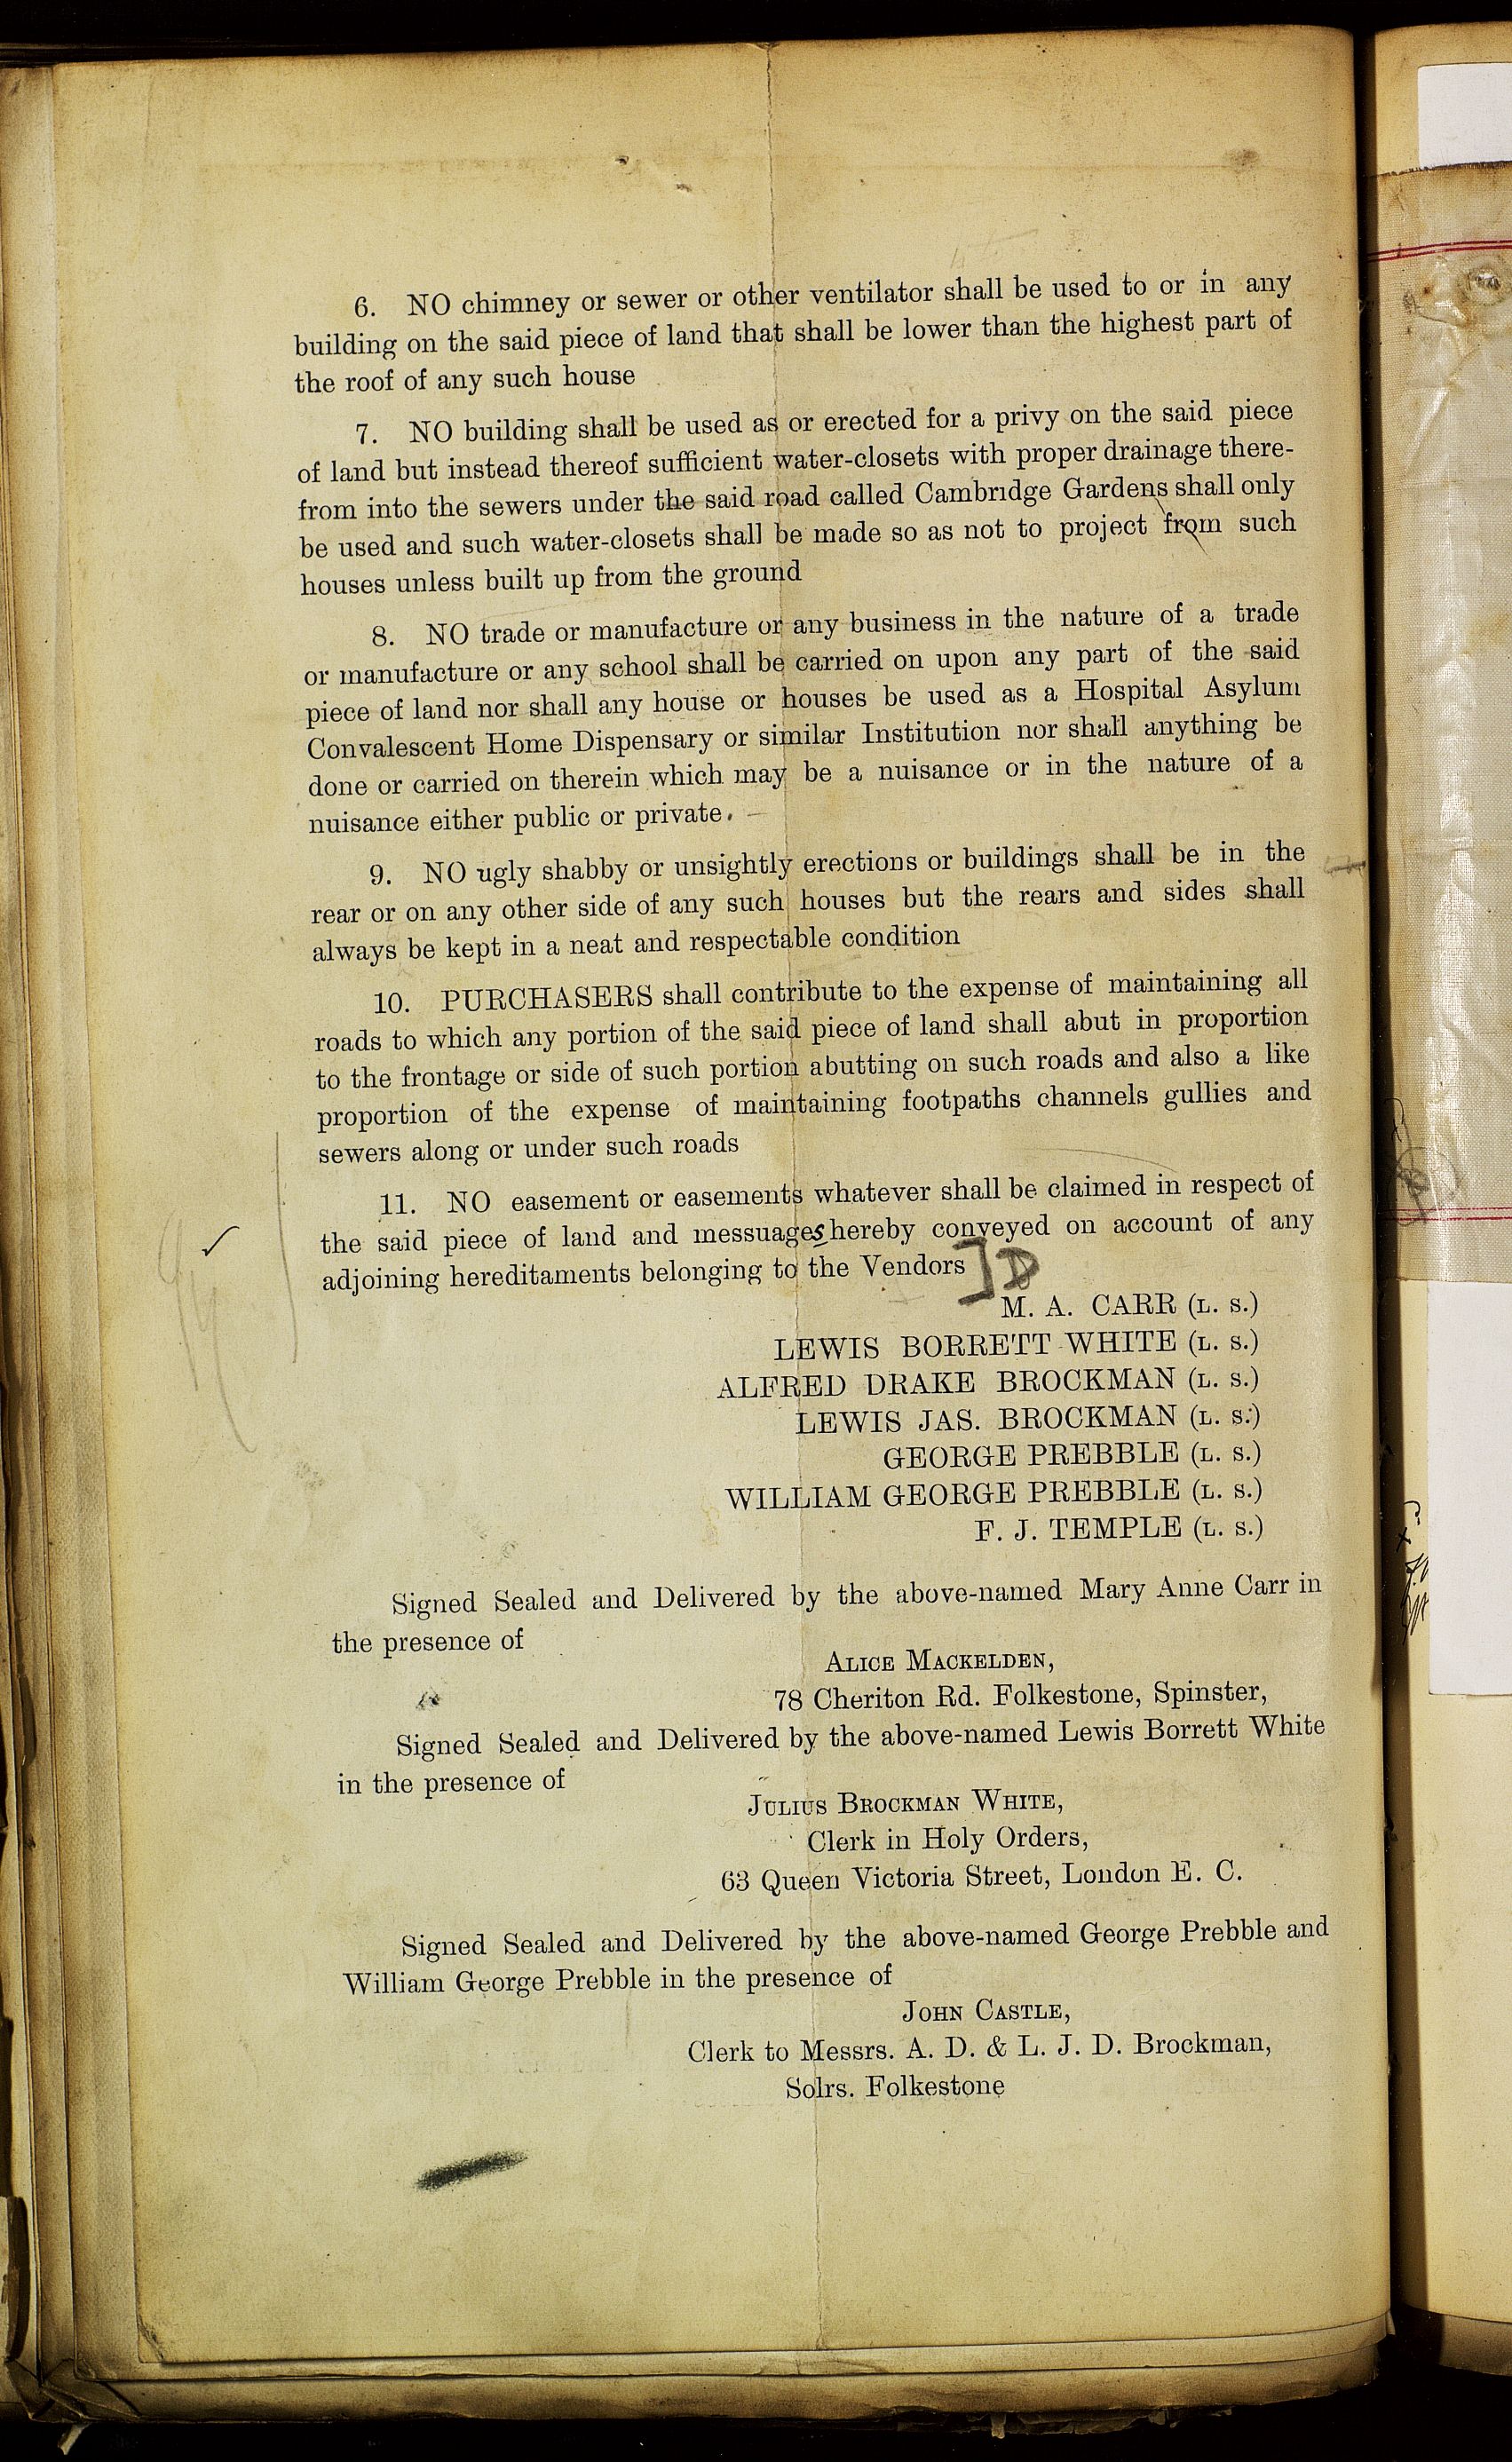 6. NO chimney or sewer or other ventilator shall be used to or in any
building on the said piece of land that shall be lower than the highest part of
the roof of any such house
7. NO building shall be used as or erected for a privy on the said piece
of land but instead thereof sufficient water-closets with proper drainage there-
from into the sewers under the said road called Cambridge Gardens shall only
be used and such water-closets shall be made so as not to project from such
houses unless built up from the ground
8. NO trade or manufacture or any business in the nature of a trade
or manufacture or any school shall be carried on upon any part of the said
piece of land nor shall any house or houses be used as a Hospital Asylum
Convalescent Home Dispensary or similar Institution nor shall anything be
done or carried on therein which may be a nuisance or in the nature of a
nuisance either public or private.
9. NO ugly shabby or unsightly erections or buildings shall be in the
rear or on any other side of any such houses but the rears and sides shall
always be kept in a neat and respectable condition
10. PURCHASERS shall contribute to the expense of maintaining all
roads to which any portion of the said piece of land shall abut in proportion
to the frontage or side of such portion abutting on such roads and also a like
proportion of the expense of maintaining footpaths channels gullies and
sewers along or under such roads
11. NO easement or easements whatever shall be claimed in respect of
the said piece of land and messuages hereby conveyed on account of any
adjoining hereditaments belonging to the Vendors ] D
M. A. CARR (L. S.)
LEWIS BORRETT WHITE (L. S.)
ALFRED DRAKE BROCKMAN (L. S.)
LEWIS JAS. BROCKMAN (L. S.)
GEORGE PREBBLE (L. S.)
WILLIAM GEORGE PREBBLE (L. S.)
F. J. TEMPLE (L. S.)
Signed Sealed and Delivered by the above-named Mary Anne Carr in
the presence of
ALICE MACKELDEN,
78 Cheriton Rd. Folkestone, Spinster,
Signed Sealed and Delivered by the above-named Lewis Borrett White
in the presence of
JULIUS BROCKMAN WHITE,
Clerk in Holy Orders,
63 Queen Victoria Street, London E. C.
Signed Sealed and Delivered by the above-named George Prebble and
William George Prebble in the presence of
JOHN CASTLE,
Clerk to Messrs. A. D. & L. J. D. Brockman,
Solrs. Folkestone